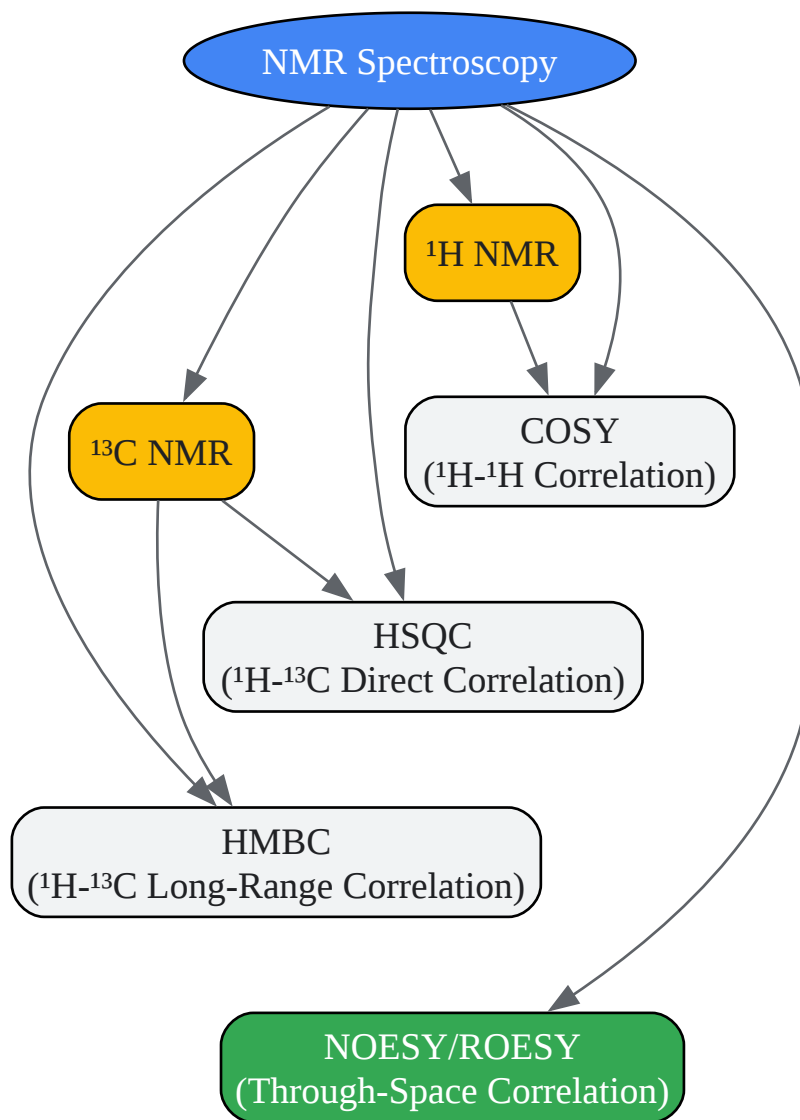 NMR Spectroscopy
¹H NMR
COSY
(¹H-¹H Correlation)
¹³C NMR
HSQC
(¹H-¹³C Direct Correlation)
HMBC
(¹H-¹³C Long-Range Correlation)
NOESY/ROESY
(Through-Space Correlation)